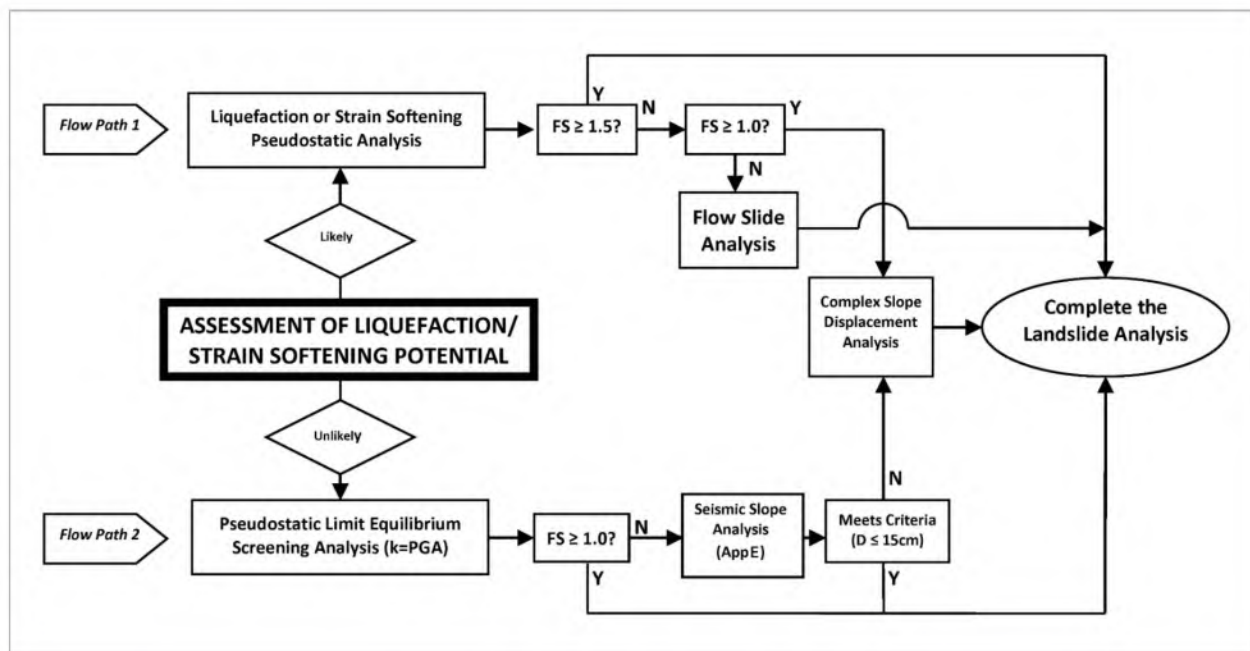 Flow Path 1
Liquefaction or Strain Softening
Pseudostatic Analysis
FS ≥ 1.5?
Y
N
FS ≥ 1.0?
Y
N
Flow Slide
Analysis
Likely
ASSESSMENT OF LIQUEFACTION/
STRAIN SOFTENING POTENTIAL
Complex Slope
Displacement
Analysis
Complete the
Landslide Analysis
Unlikely
Flow Path 2
Pseudostatic Limit Equilibrium
Screening Analysis (k=PGA)
FS ≥ 1.0?
N
Y
Seismic Slope
Analysis
(AppE)
Meets Criteria
(D ≤ 15cm)
N
Y